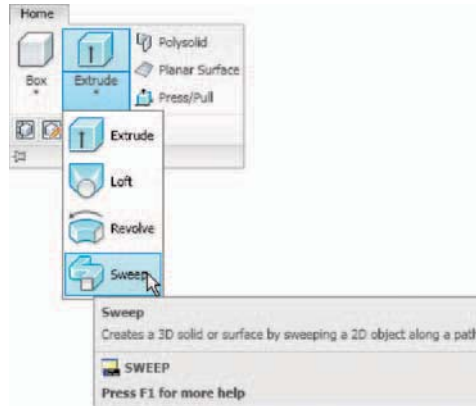 Home
Box
Extrude
Polysolid
Planar Surface
Press/Pull
Extrude
Loft
Revolve
Sweep
Sweep
Creates a 3D solid or surface by sweeping a 2D object along a path
SWEEP
Press F1 for more help